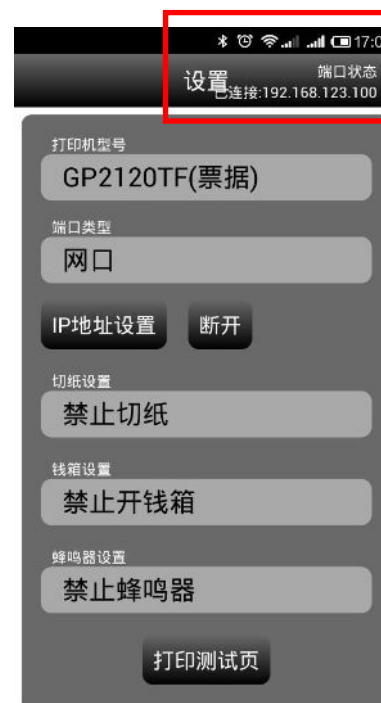 17:0
端口状态
设置
已连接:192.168.123.100
打印机型号
GP2120TF(票据)
端口类型
网口
IP地址设置 断开
切纸设置
禁止切纸
钱箱设置
禁止开钱箱
蜂鸣器设置
禁止蜂鸣器
打印测试页